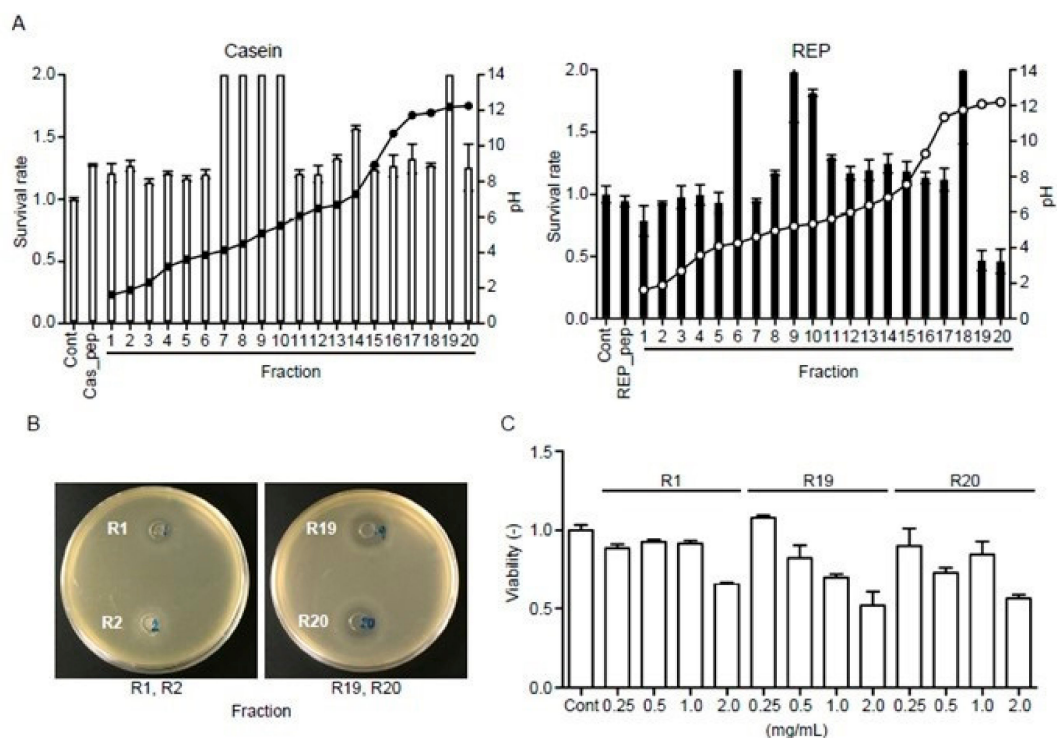 A
Casein
REP
2.0
1.5
1.0
0.5
0.0
Survival rate
14
12
10
8
6
4
2
0
pH
Cont
Cas_pep
1 2 3 4 5 6 7 8 9 10 11 12 13 14 15 16 17 18 19 20
Fraction
2.0
1.5
1.0
0.5
0.0
Survival rate
14
12
10
8
6
4
2
0
pH
Cont
REP_pep
1 2 3 4 5 6 7 8 9 10 11 12 13 14 15 16 17 18 19 20
Fraction
B
R1
R2
2
R19
R20
20
R1, R2
R19, R20
Fraction
C
1.5
1.0
0.5
0.0
Viability (-)
R1
R19
R20
Cont 0.25 0.5 1.0 2.0 0.25 0.5 1.0 2.0 0.25 0.5 1.0 2.0
(mg/mL)